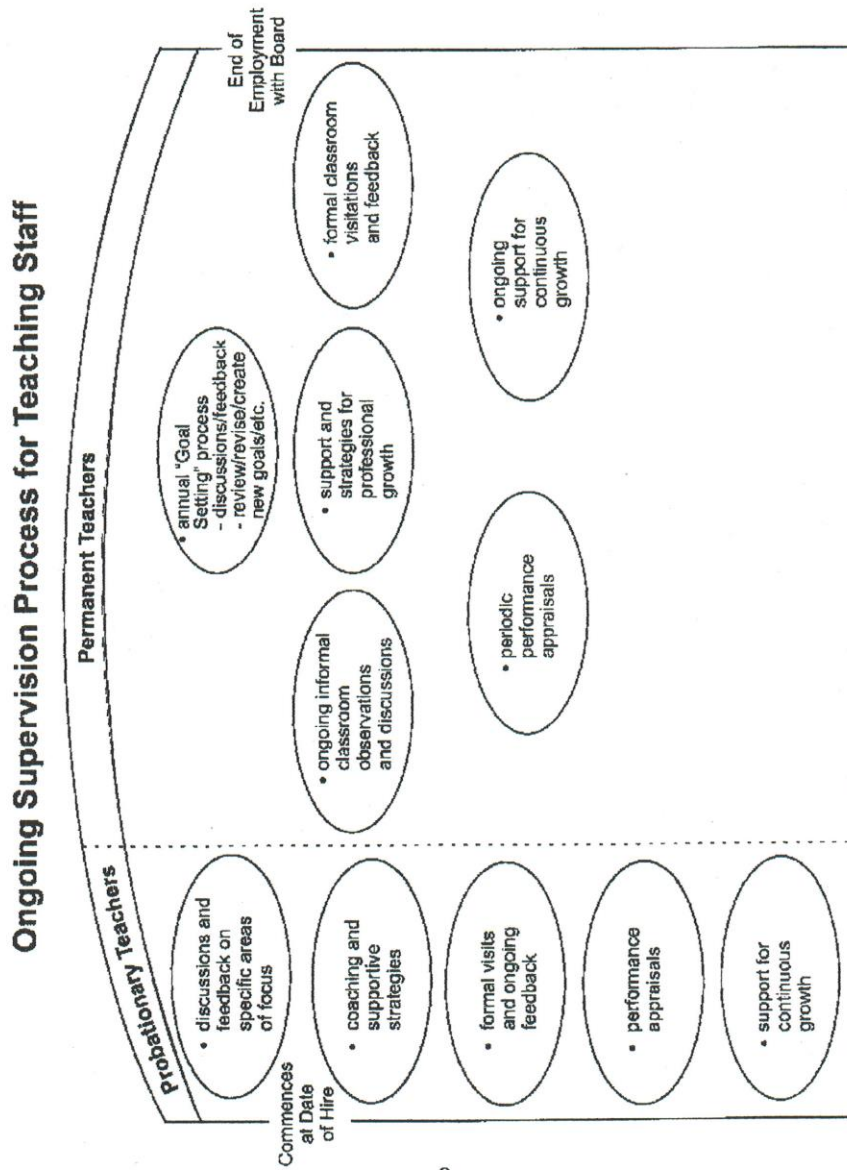 Ongoing Supervision Process for Teaching Staff
Probationary Teachers
Permanent Teachers
Commences
at Date
of Hire
End of
Employment
with Board
• discussions and
feedback on
specific areas
of focus
• coaching and
supportive
strategies
• formal visits
and ongoing
feedback
• performance
appraisals
• support for
continuous
growth
• annual "Goal
Setting" process
- discussions/feedback
- review/revise/create
new goals/etc.
• ongoing informal
classroom
observations
and discussions
• support and
strategies for
professional
growth
• formal classroom
visitations
and feedback
• periodic
performance
appraisals
• ongoing
support for
continuous
growth